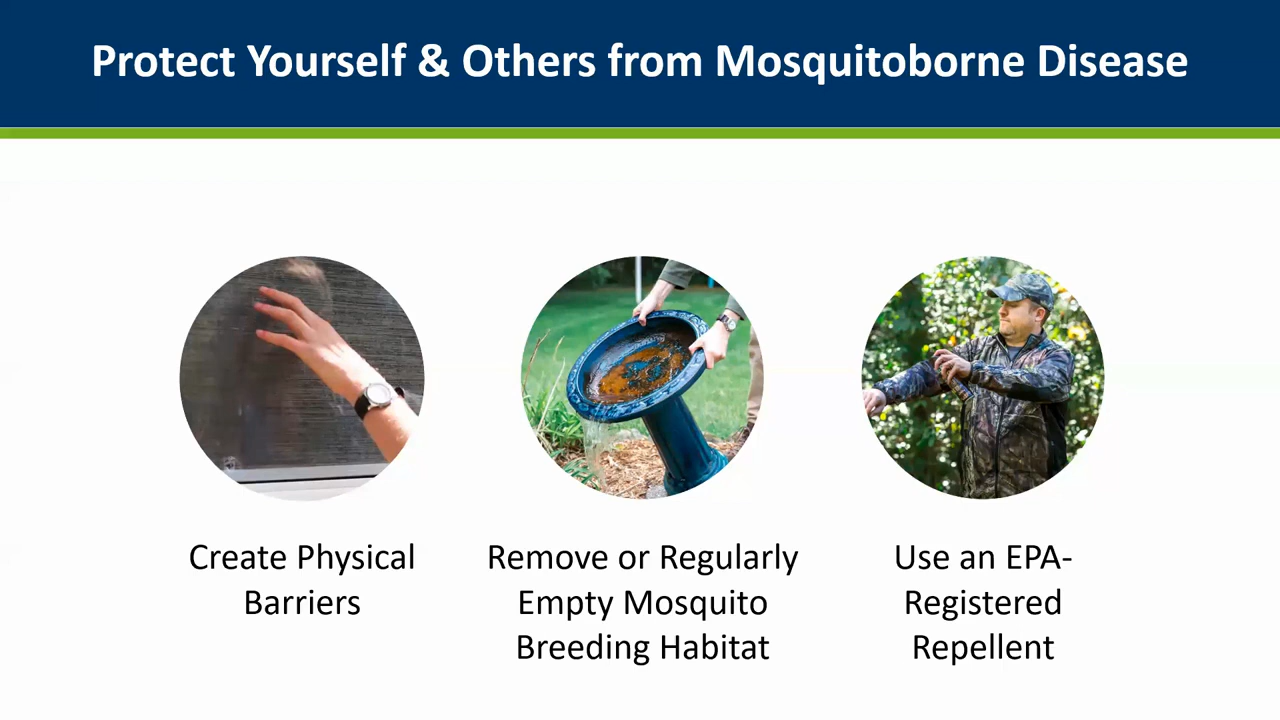 Protect Yourself & Others from Mosquitoborne Disease
Create Physical
Barriers
Remove or Regularly
Empty Mosquito
Breeding Habitat
Use an EPA-
Registered
Repellent